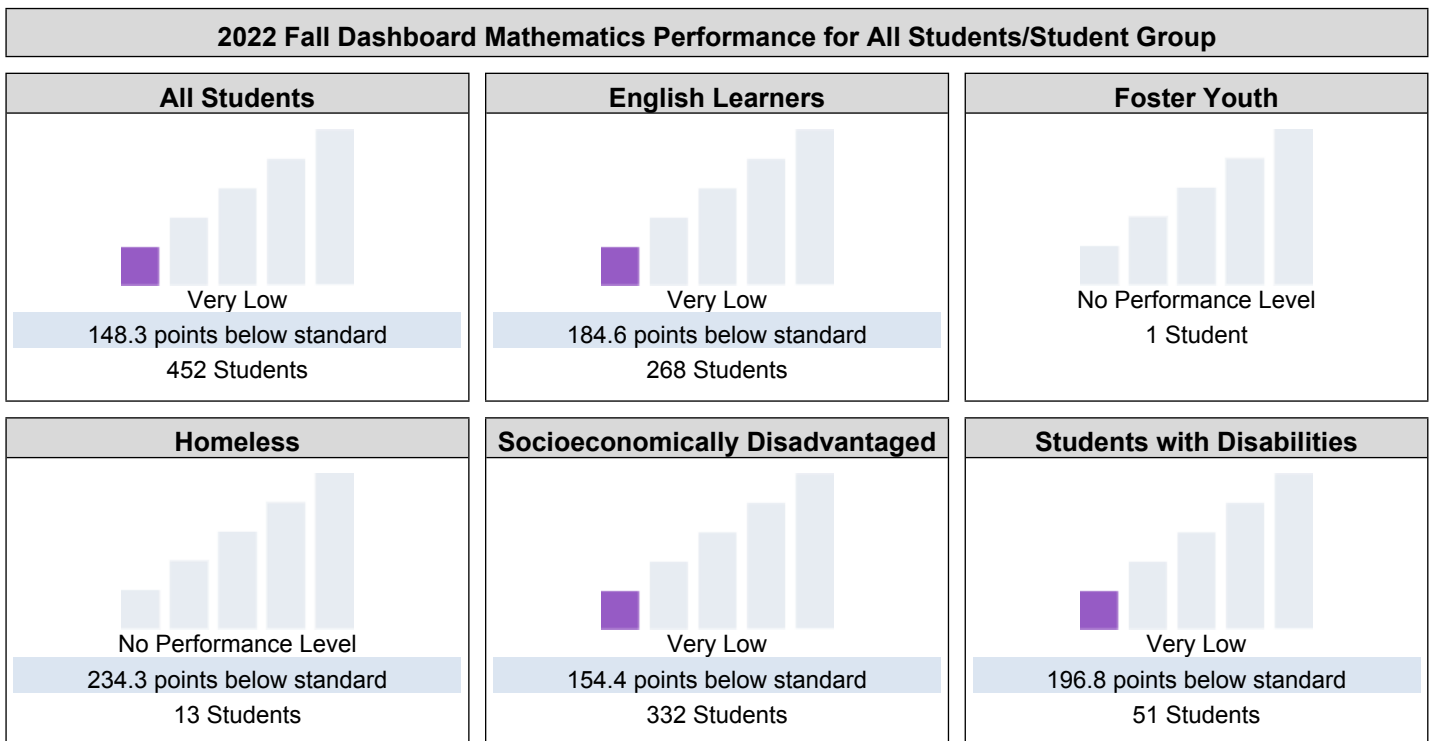 2022 Fall Dashboard Mathematics Performance for All Students/Student Group
All Students
Very Low
148.3 points below standard
452 Students
English Learners
Very Low
184.6 points below standard
268 Students
Foster Youth
No Performance Level
1 Student
Homeless
No Performance Level
234.3 points below standard
13 Students
Socioeconomically Disadvantaged
Very Low
154.4 points below standard
332 Students
Students with Disabilities
Very Low
196.8 points below standard
51 Students